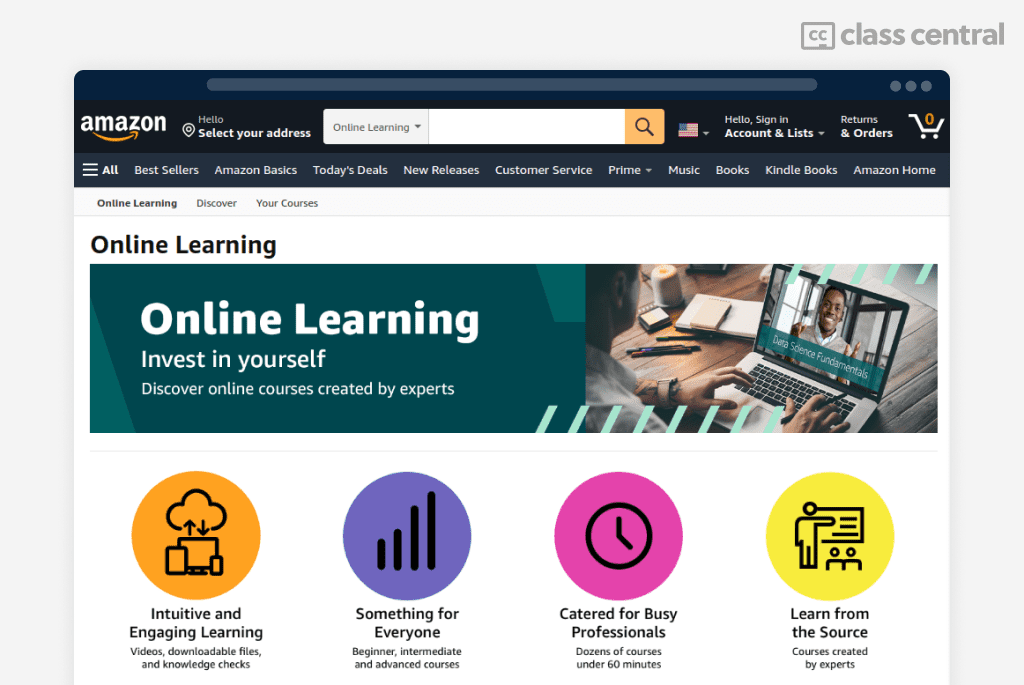 cc class central
amazon
Hello
Select your address
Online Learning
Hello, Sign in
Account & Lists
Returns
& Orders
0
All Best Sellers Amazon Basics Today's Deals New Releases Customer Service Prime Music Books Kindle Books Amazon Home
Online Learning Discover Your Courses
Online Learning
Online Learning
Invest in yourself
Discover online courses created by experts
Data Science Fundamentals
Intuitive and
Engaging Learning
Videos, downloadable files,
and knowledge checks
Something for
Everyone
Beginner, intermediate
and advanced courses
Catered for Busy
Professionals
Dozens of courses
under 60 minutes
Learn from
the Source
Courses created
by experts